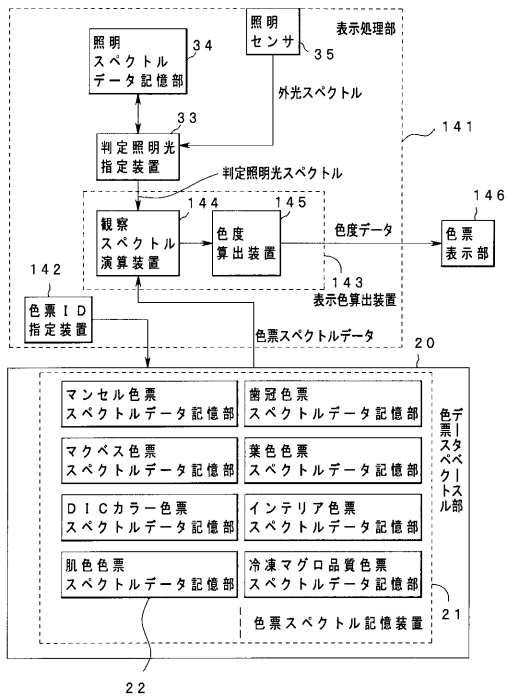 照明
スペクトル
データ記憶部
34
照明
センサ
35
表示処理部
外光スペクトル
33
判定照明光
指定装置
判定照明光スペクトル
141
観察
スペクトル
演算装置
144
色度
算出装置
145
色度データ
146
色票
表示部
143
表示色算出装置
142
色票ID
指定装置
色票スペクトルデータ
20
マンセル色票
スペクトルデータ記憶部
歯冠色票
スペクトルデータ記憶部
マクベス色票
スペクトルデータ記憶部
葉色色票
スペクトルデータ記憶部
DICカラー色票
スペクトルデータ記憶部
インテリア色票
スペクトルデータ記憶部
肌色色票
スペクトルデータ記憶部
冷凍マグロ品質色票
スペクトルデータ記憶部
色票スペクトル
データベース部
色票スペクトル記憶装置
21
22